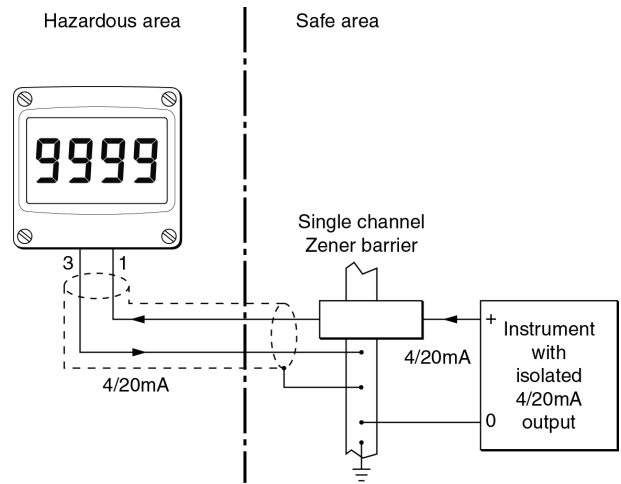 Hazardous area
Safe area
9999
Single channel
Zener barrier
3
1
+
Instrument
with
isolated
4/20mA
output
4/20mA
4/20mA
0